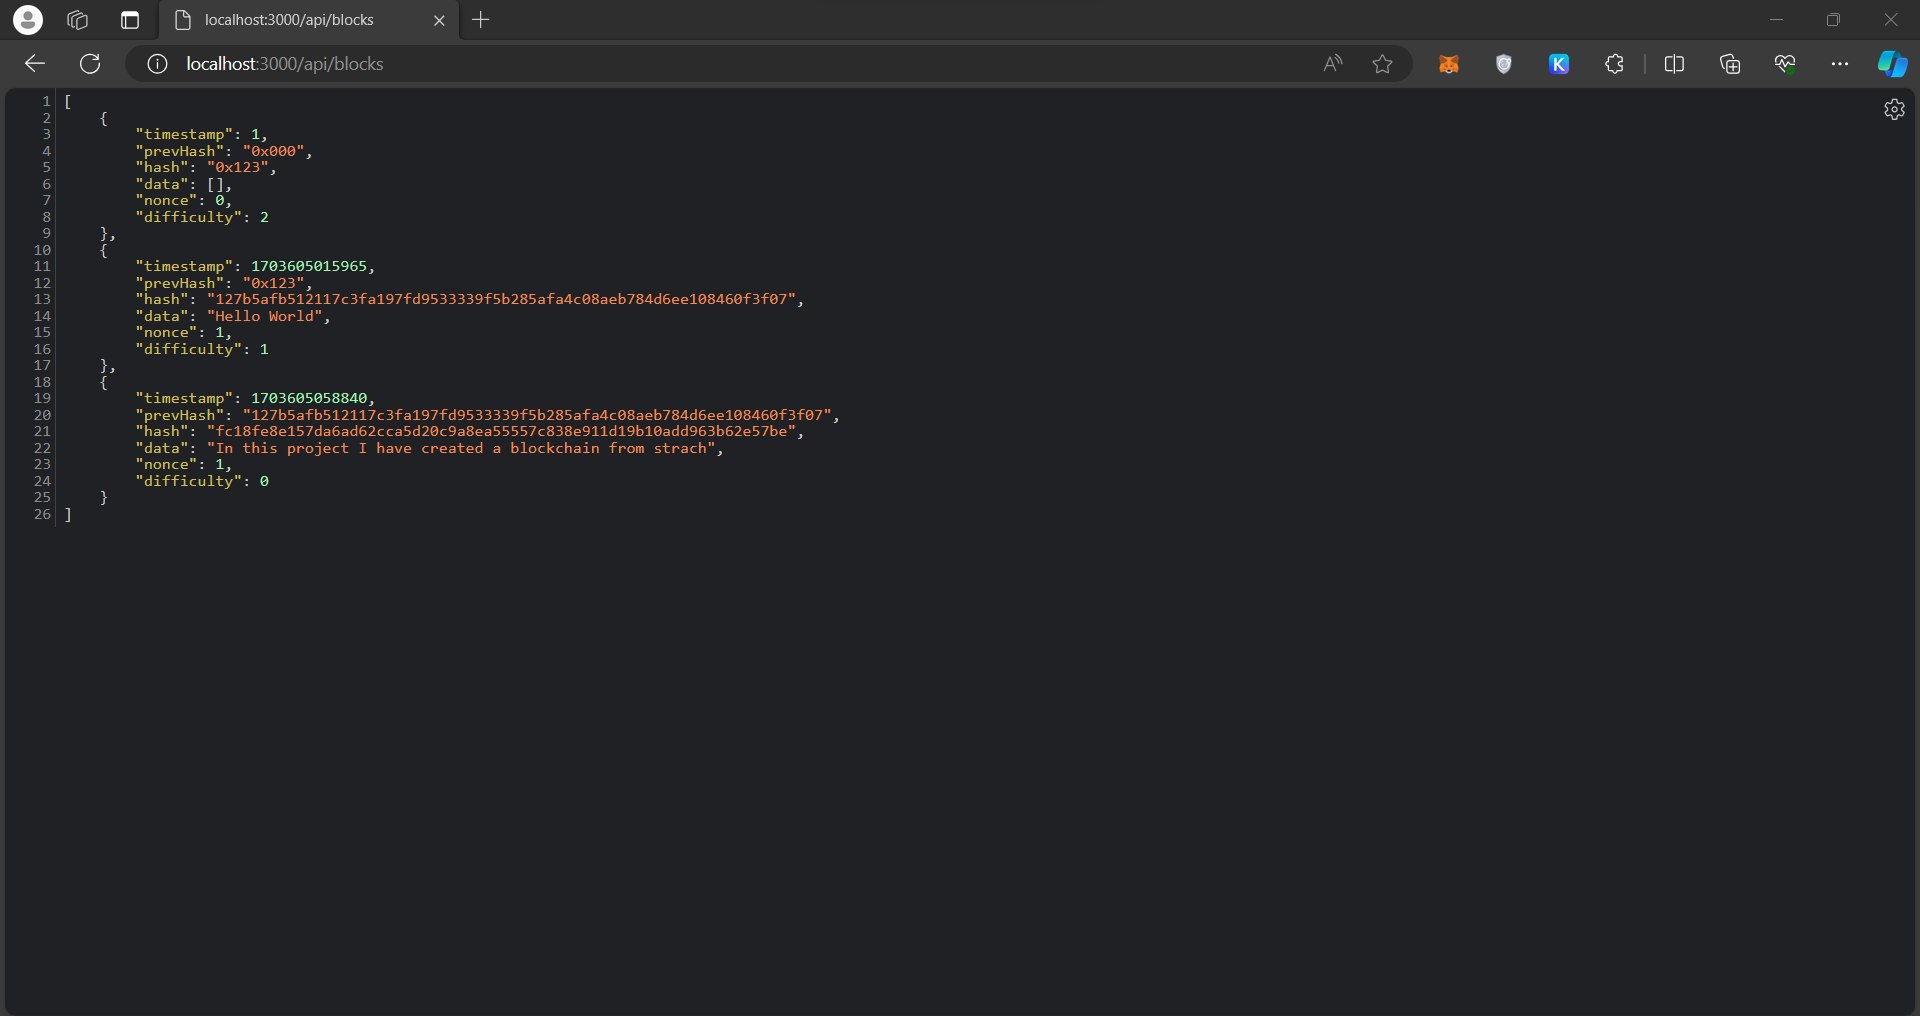 localhost:3000/api/blocks
localhost:3000/api/blocks
1 [
2 {
3 "timestamp": 1,
4 "prevHash": "0x000",
5 "hash": "0x123",
6 "data": [],
7 "nonce": 0,
8 "difficulty": 2
9 },
10 {
11 "timestamp": 1703605015965,
12 "prevHash": "0x123",
13 "hash": "127b5afb512117c3fa197fd9533339f5b285afa4c08aeb784d6ee108460f3f07",
14 "data": "Hello World",
15 "nonce": 1,
16 "difficulty": 1
17 },
18 {
19 "timestamp": 1703605058840,
20 "prevHash": "127b5afb512117c3fa197fd9533339f5b285afa4c08aeb784d6ee108460f3f07",
21 "hash": "fc18fe8e157da6ad62cca5d20c9a8ea55557c838e911d19b10add963b62e57be",
22 "data": "In this project I have created a blockchain from strach",
23 "nonce": 1,
24 "difficulty": 0
25 }
26 ]